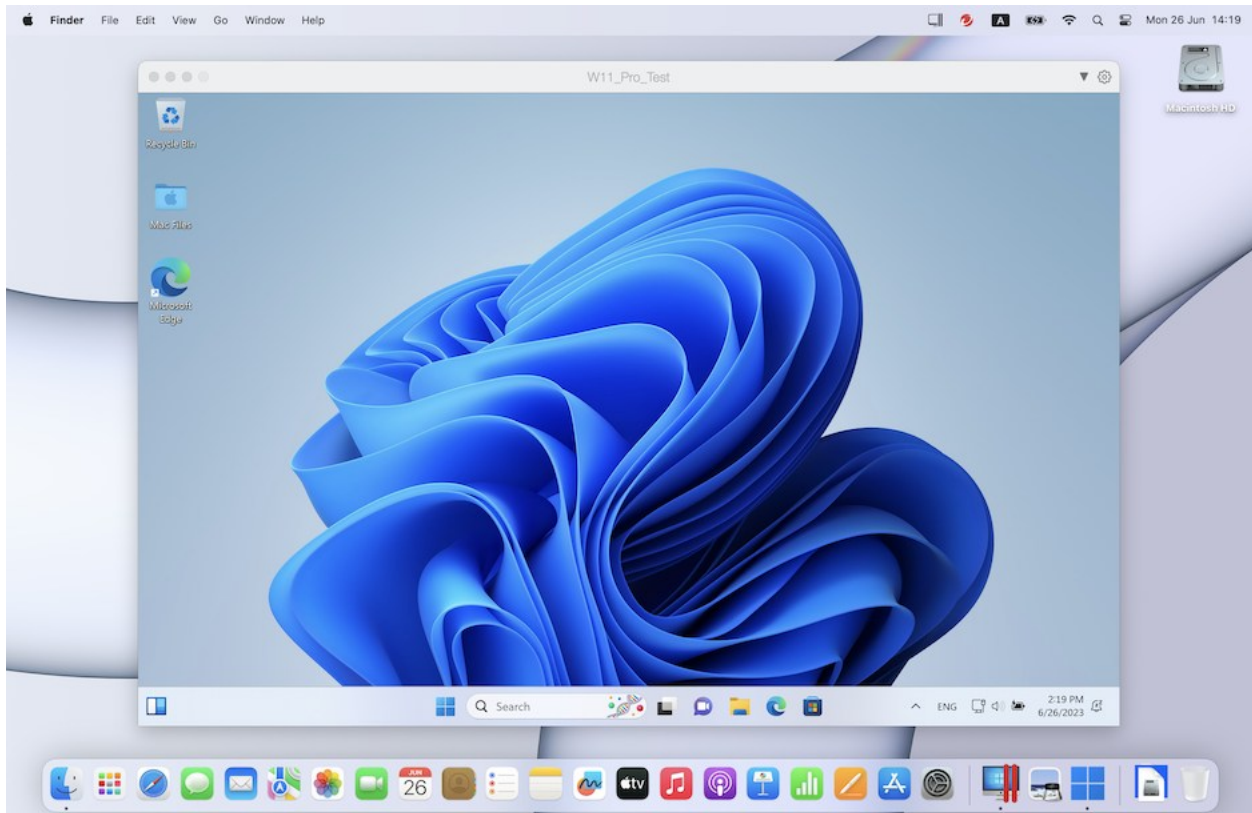 Finder File Edit View Go Window Help
A
Mon 26 Jun 14:19
W11_Pro_Test
Macintosh HD
Recycle Bin
Mac Files
Microsoft
Edge
Search
ENG
2:19 PM
6/26/2023
JUN
26
tv